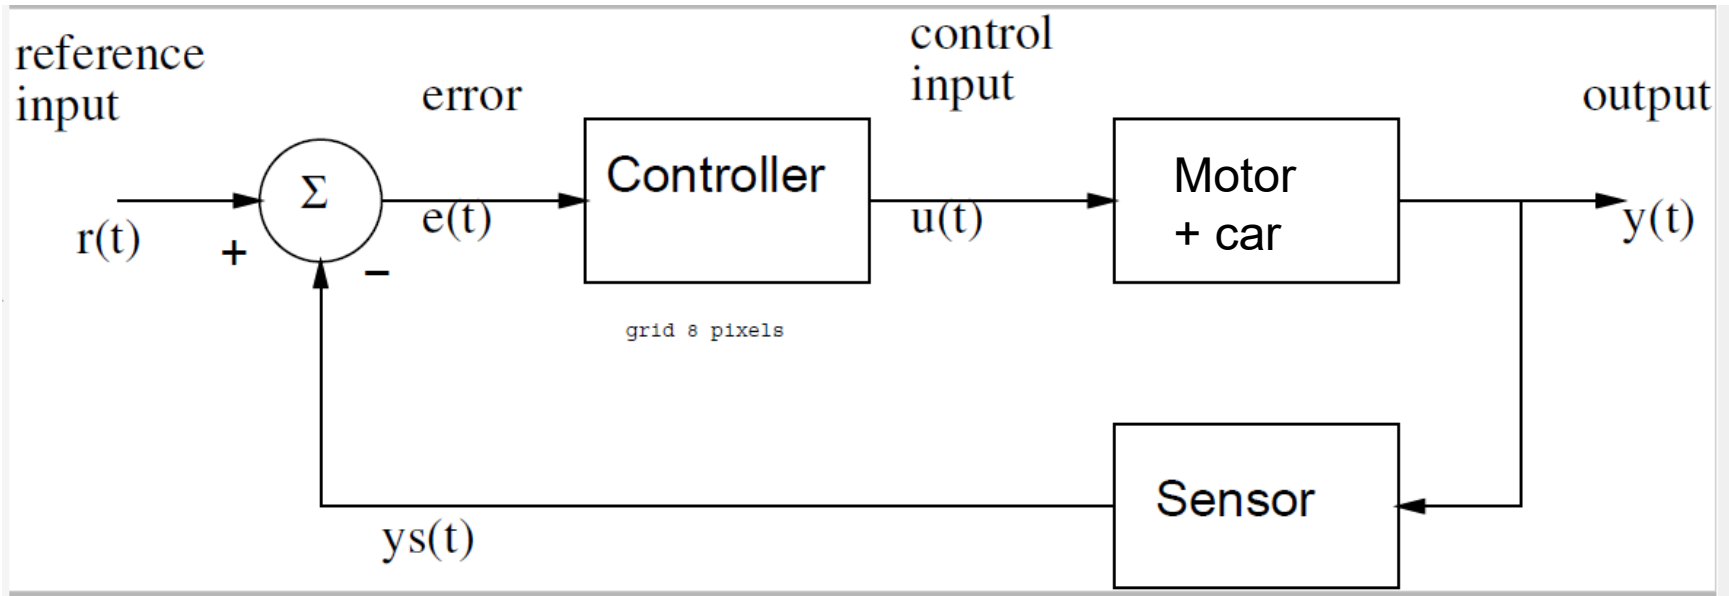 reference
input
r(t)
+
Σ
−
error
e(t)
Controller
grid 8 pixels
control
input
u(t)
Motor
+ car
output
y(t)
Sensor
ys(t)